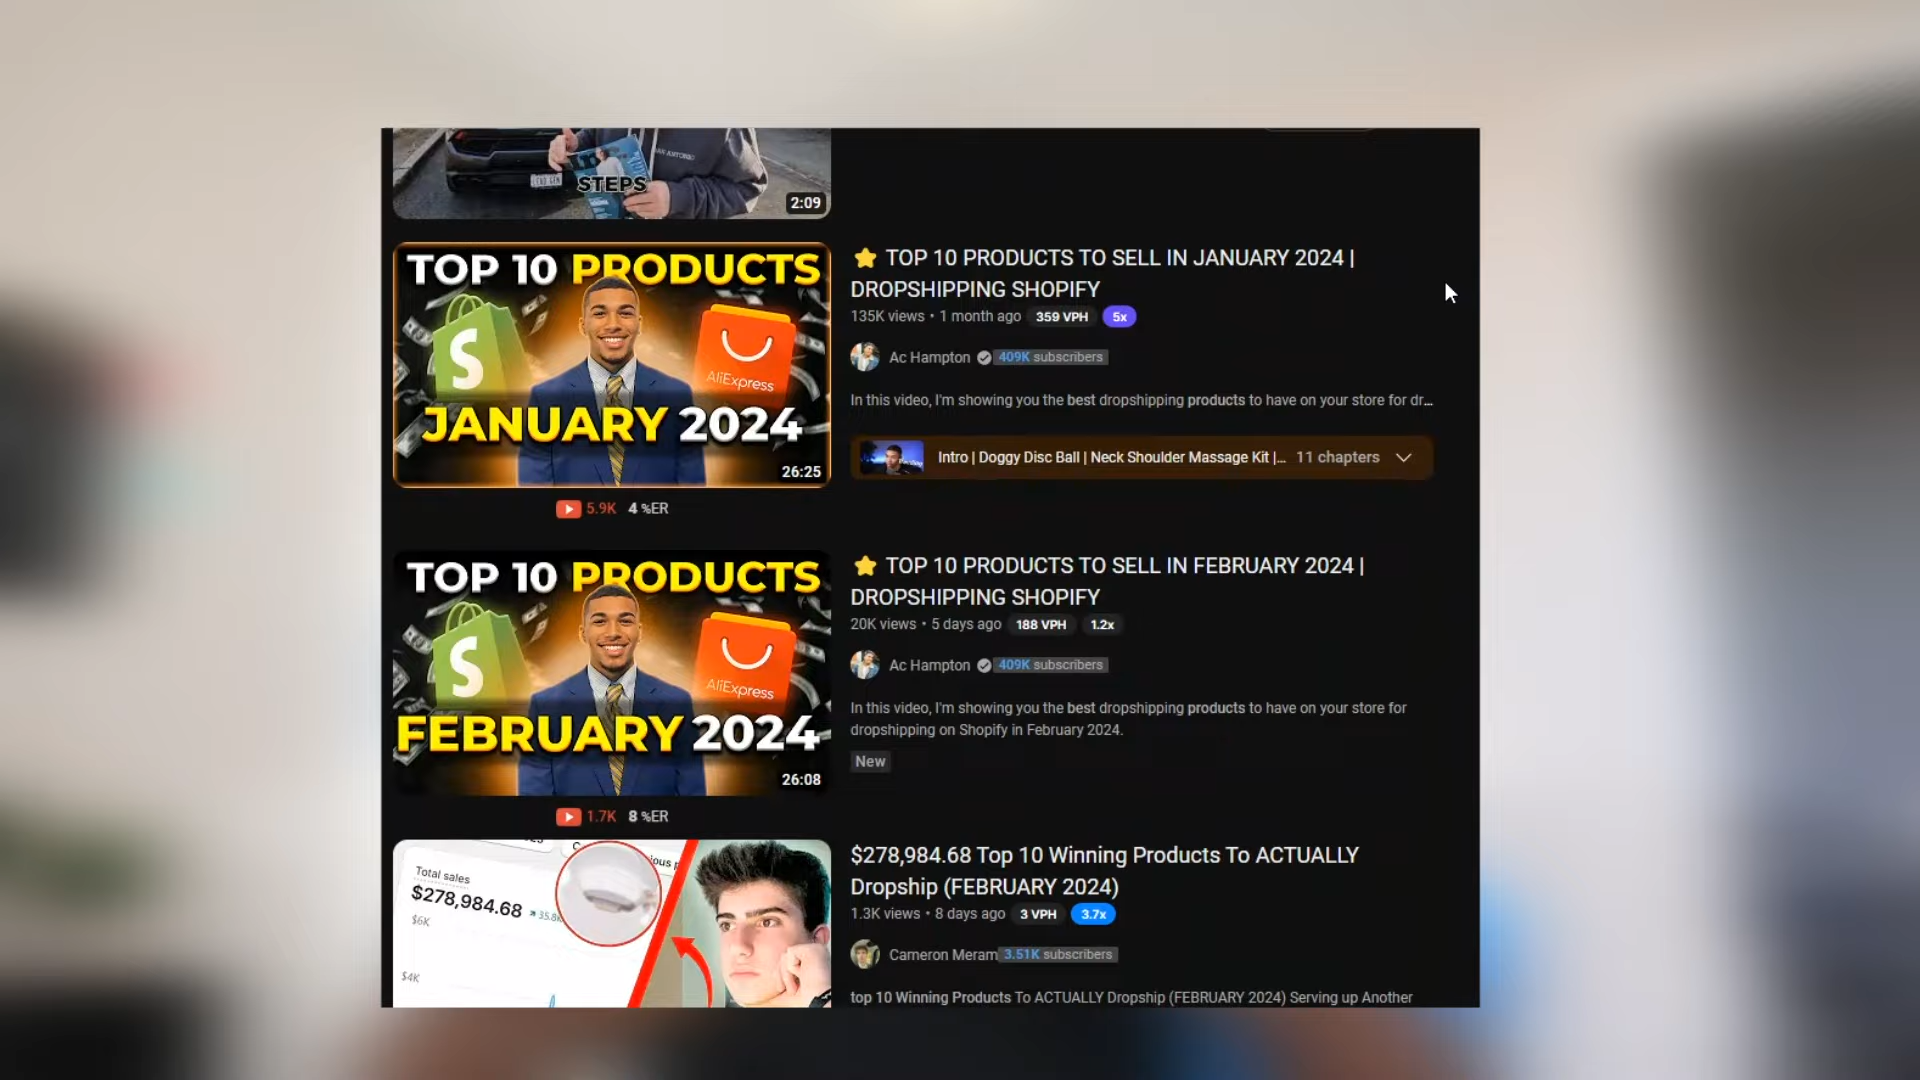 STEPS
2:09
TOP 10 PRODUCTS
S
AliExpress
JANUARY 2024
26:25
5.9K 4 %ER
⭐ TOP 10 PRODUCTS TO SELL IN JANUARY 2024 |
DROPSHIPPING SHOPIFY
135K views • 1 month ago 359 VPH 5x
Ac Hampton 409K subscribers
In this video, I'm showing you the best dropshipping products to have on your store for dr...
Intro | Doggy Disc Ball | Neck Shoulder Massage Kit |... 11 chapters
TOP 10 PRODUCTS
S
AliExpress
FEBRUARY 2024
26:08
1.7K 8 %ER
⭐ TOP 10 PRODUCTS TO SELL IN FEBRUARY 2024 |
DROPSHIPPING SHOPIFY
20K views • 5 days ago 188 VPH 1.2x
Ac Hampton 409K subscribers
In this video, I'm showing you the best dropshipping products to have on your store for
dropshipping on Shopify in February 2024.
New
Total sales
$278,984.68
$6K
$4K
$278,984.68 Top 10 Winning Products To ACTUALLY
Dropship (FEBRUARY 2024)
1.3K views • 8 days ago 3 VPH 3.7x
Cameron Meram 3.51K subscribers
top 10 Winning Products To ACTUALLY Dropship (FEBRUARY 2024) Serving up Another